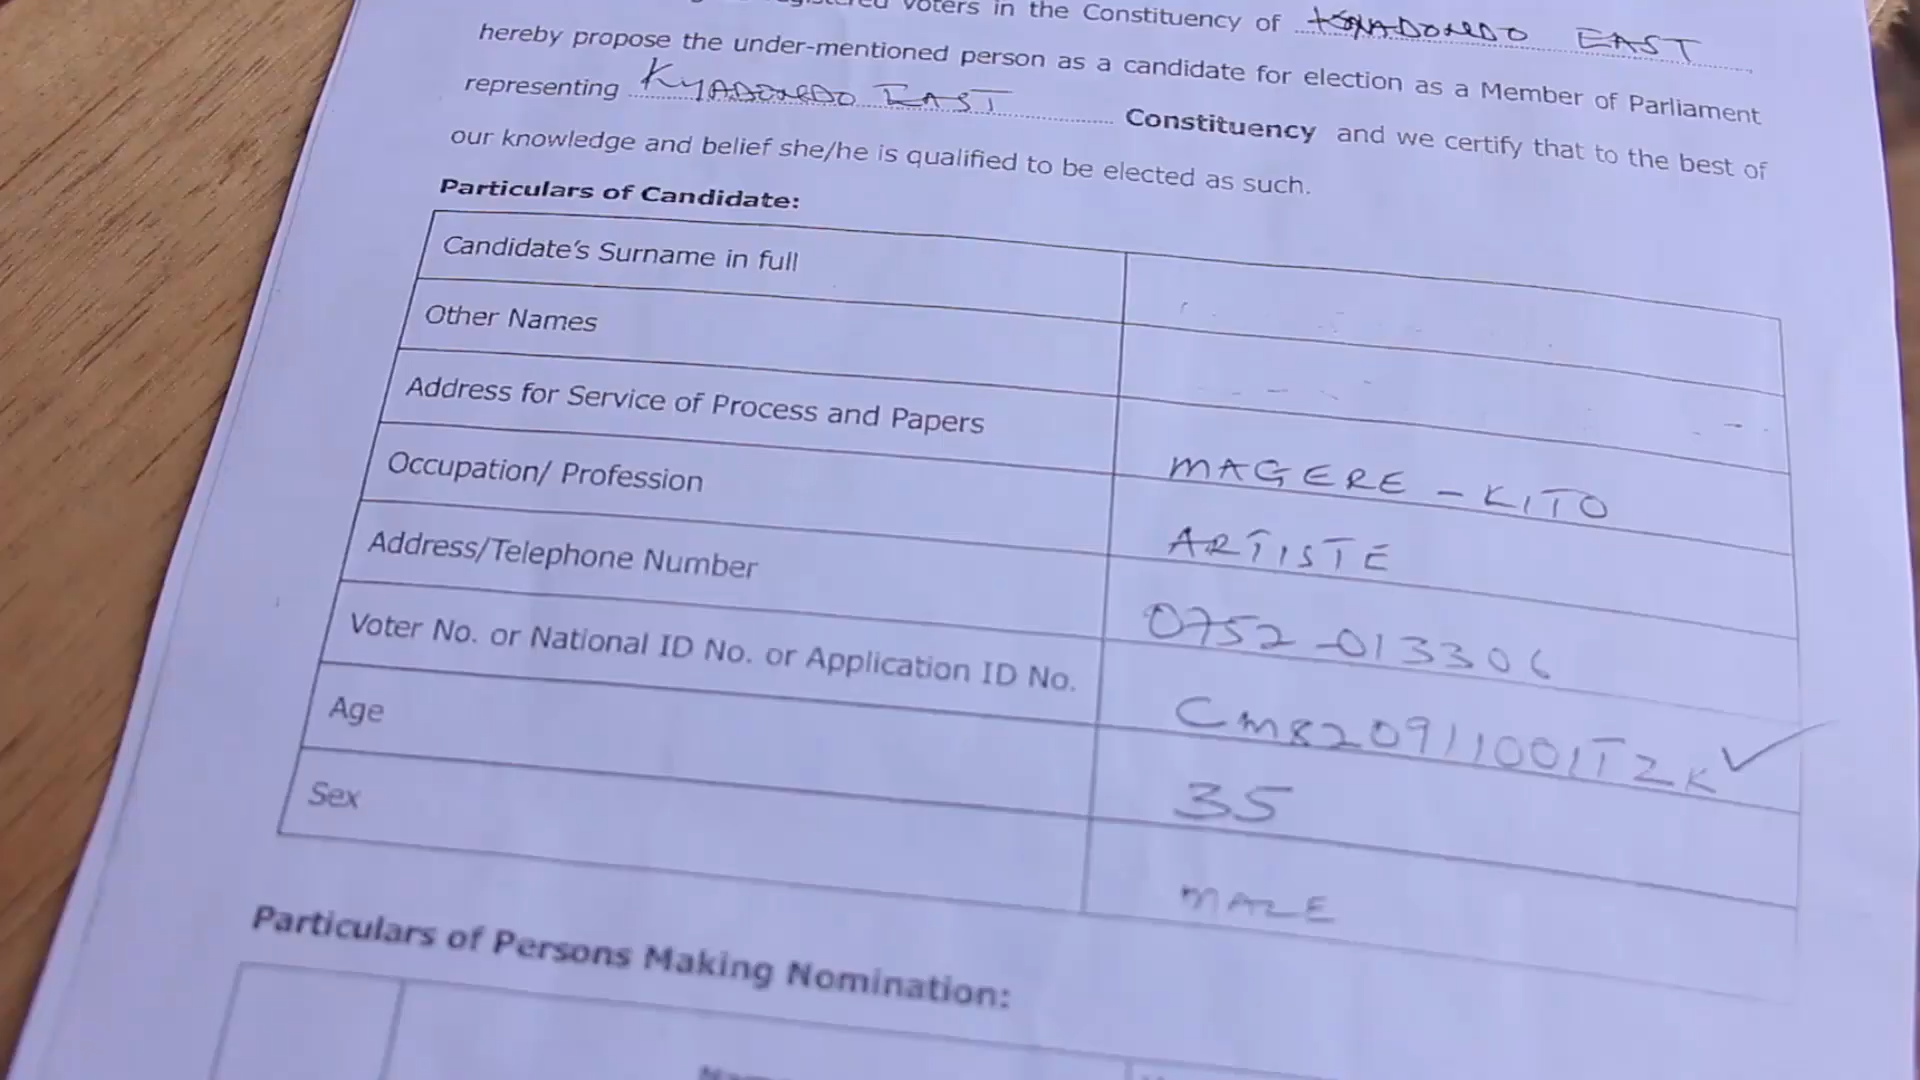 voters in the Constituency of KYADONDO EAST
hereby propose the under-mentioned person as a candidate for election as a Member of Parliament
representing KYADONDO EAST Constituency and we certify that to the best of
our knowledge and belief she/he is qualified to be elected as such.
Particulars of Candidate:
Candidate's Surname in full
Other Names
Address for Service of Process and Papers MAGERE - KITO
Occupation/ Profession ARTISTE
Address/Telephone Number 0752-013306
Voter No. or National ID No. or Application ID No. CM820911001TZK
Age 35
Sex MALE
Particulars of Persons Making Nomination: